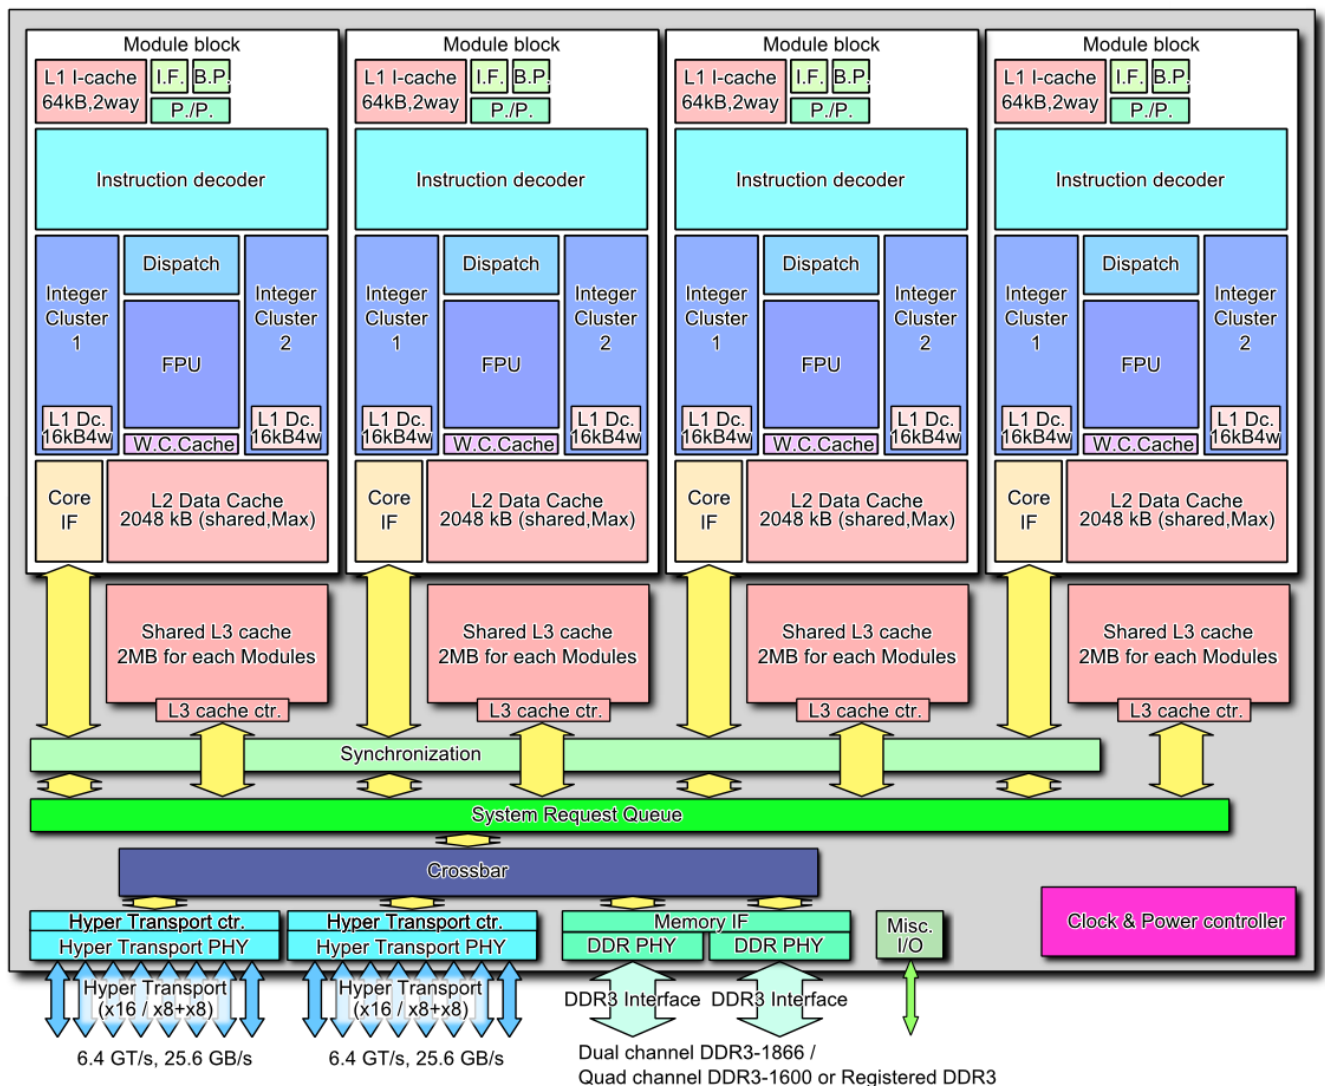 Module block
L1 I-cache
64kB,2way
I.F.
B.P.
P./P.
Instruction decoder
Integer
Cluster
1
Dispatch
FPU
W.C.Cache
Integer
Cluster
2
L1 Dc.
16kB4w
L1 Dc.
16kB4w
Core
IF
L2 Data Cache
2048 kB (shared,Max)
Module block
L1 I-cache
64kB,2way
I.F.
B.P.
P./P.
Instruction decoder
Integer
Cluster
1
Dispatch
FPU
W.C.Cache
Integer
Cluster
2
L1 Dc.
16kB4w
L1 Dc.
16kB4w
Core
IF
L2 Data Cache
2048 kB (shared,Max)
Module block
L1 I-cache
64kB,2way
I.F.
B.P.
P./P.
Instruction decoder
Integer
Cluster
1
Dispatch
FPU
W.C.Cache
Integer
Cluster
2
L1 Dc.
16kB4w
L1 Dc.
16kB4w
Core
IF
L2 Data Cache
2048 kB (shared,Max)
Module block
L1 I-cache
64kB,2way
I.F.
B.P.
P./P.
Instruction decoder
Integer
Cluster
1
Dispatch
FPU
W.C.Cache
Integer
Cluster
2
L1 Dc.
16kB4w
L1 Dc.
16kB4w
Core
IF
L2 Data Cache
2048 kB (shared,Max)
Shared L3 cache
2MB for each Modules
L3 cache ctr.
Shared L3 cache
2MB for each Modules
L3 cache ctr.
Shared L3 cache
2MB for each Modules
L3 cache ctr.
Shared L3 cache
2MB for each Modules
L3 cache ctr.
Synchronization
System Request Queue
Crossbar
Hyper Transport ctr.
Hyper Transport PHY
Hyper Transport
(x16 / x8+x8)
6.4 GT/s, 25.6 GB/s
Hyper Transport ctr.
Hyper Transport PHY
Hyper Transport
(x16 / x8+x8)
6.4 GT/s, 25.6 GB/s
Memory IF
DDR PHY
DDR PHY
DDR3 Interface
DDR3 Interface
Dual channel DDR3-1866 /
Quad channel DDR3-1600 or Registered DDR3
Misc.
I/O
Clock & Power controller